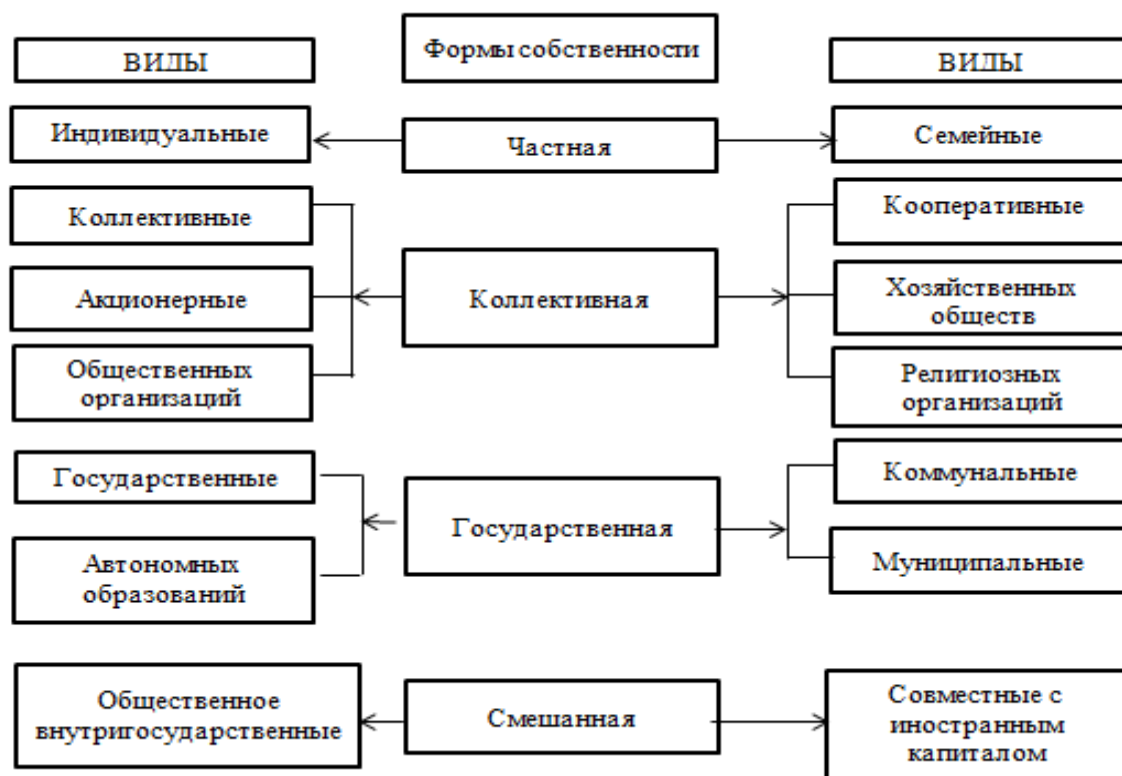 Формы собственности
ВИДЫ
ВИДЫ
Индивидуальные
Частная
Семейные
Коллективные
Акционерные
Общественных
организаций
Коллективная
Кооперативные
Хозяйственных
обществ
Религиозных
организаций
Государственные
Автономных
образований
Государственная
Коммунальные
Муниципальные
Общественное
внутригосударственные
Смешанная
Совместные с
иностранным
капиталом